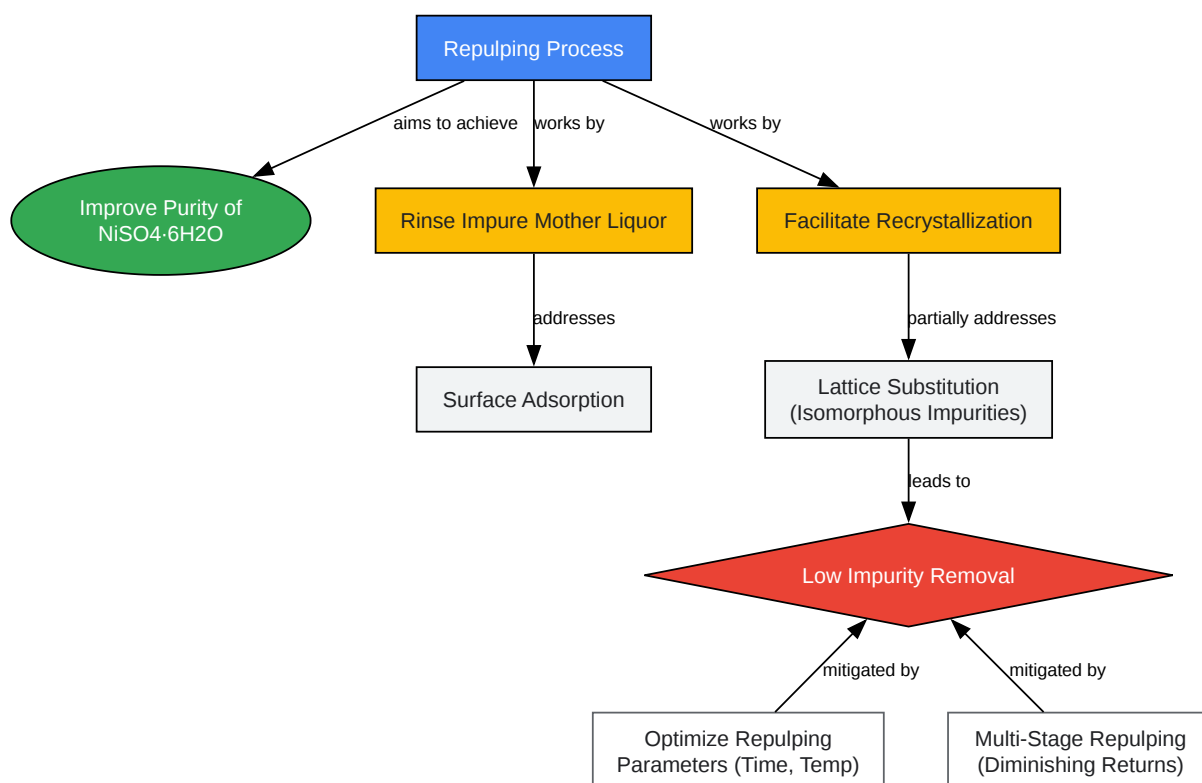 Repulping Process
aims to achieve
works by
works by
Improve Purity of
NiSO4·6H2O
Rinse Impure Mother Liquor
Facilitate Recrystallization
addresses
partially addresses
Surface Adsorption
Lattice Substitution
(Isomorphous Impurities)
leads to
Low Impurity Removal
mitigated by
mitigated by
Optimize Repulping
Parameters (Time, Temp)
Multi-Stage Repulping
(Diminishing Returns)